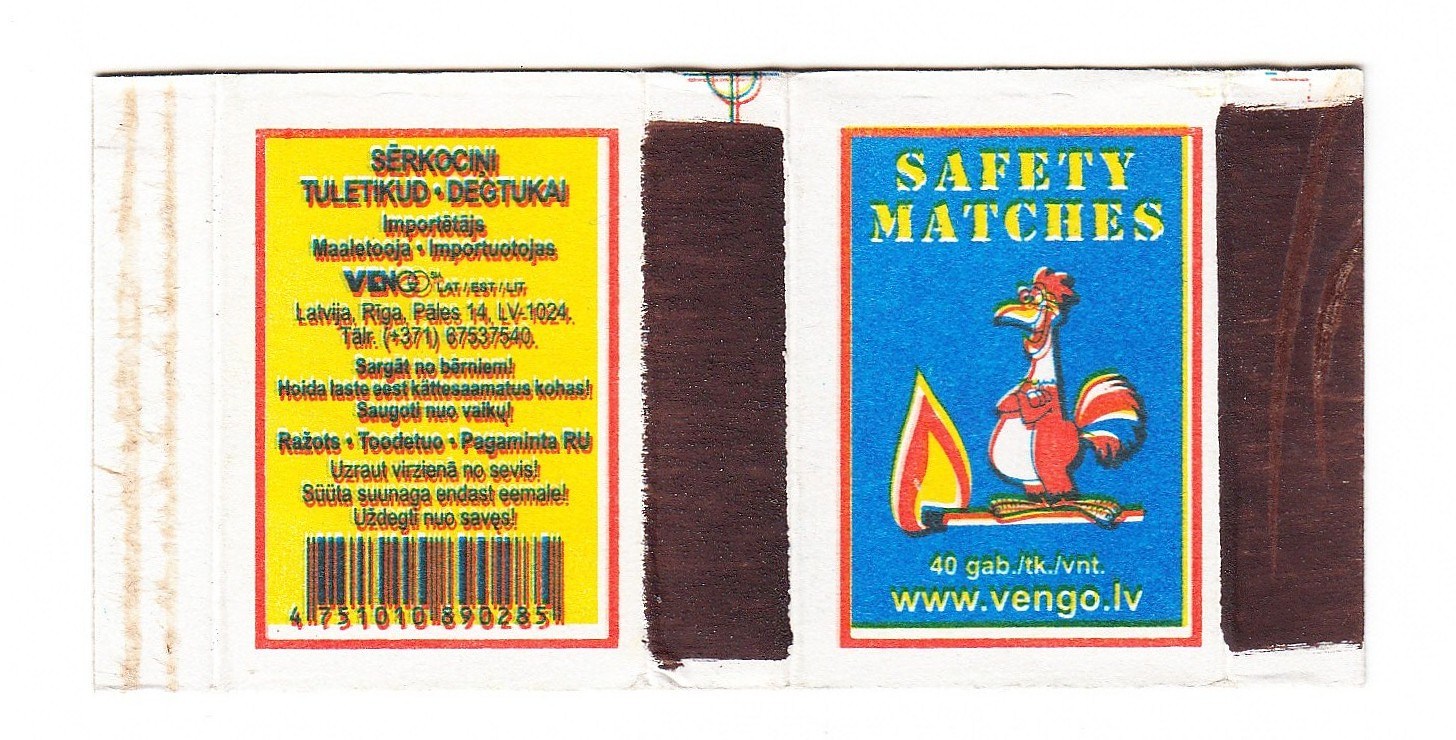 SĒRKOCIŅI
TULETIKUD • DEGTUKAI
Importētājs
Maaletooja • Importuotojas
VENGO SIA LAT / EST / LIT
Latvija, Rīga, Pāles 14, LV-1024.
Tālr. (+371) 67537540.
Sargāt no bērniem!
Hoida laste eest kättesaamatus kohas!
Saugoti nuo vaikų!
Ražots • Toodetuo • Pagaminta RU
Uzraut virzienā no sevis!
Süüta suunaga endast eemale!
Uždegti nuo savęs!
4 751010 890285
SAFETY
MATCHES
40 gab./tk./vnt.
www.vengo.lv